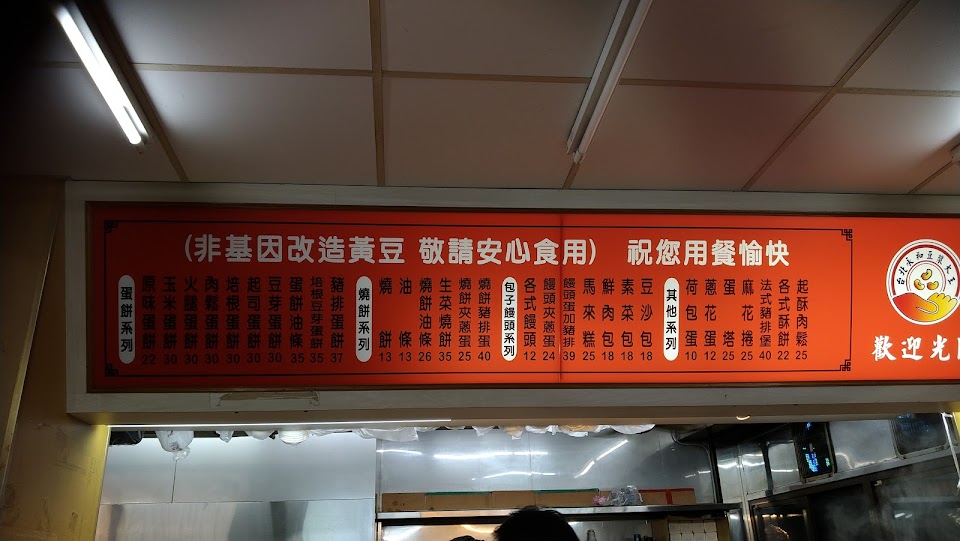 (非基因改造黃豆 敬請安心食用) 祝您用餐愉快
蛋餅系列
原味蛋餅 22
玉米蛋餅 30
火腿蛋餅 30
肉鬆蛋餅 30
培根蛋餅 30
起司蛋餅 30
豆芽蛋餅 30
蛋餅油條 35
培根豆芽蛋餅 35
豬排蛋餅 37
燒餅系列
燒餅 13
油條 13
燒餅油條 26
生菜燒餅 35
燒餅夾蔥蛋 25
燒餅豬排蛋 40
包子饅頭系列
各式饅頭 12
饅頭夾蔥蛋 24
饅頭蛋加豬排 39
馬來糕 25
鮮肉包 18
素菜包 18
豆沙包 18
其他系列
荷包蛋 10
蔥花蛋 12
蛋塔 25
麻花捲 25
法式豬排堡 40
各式酥餅 22
起酥肉鬆 25
台北永和豆漿大王
歡迎光